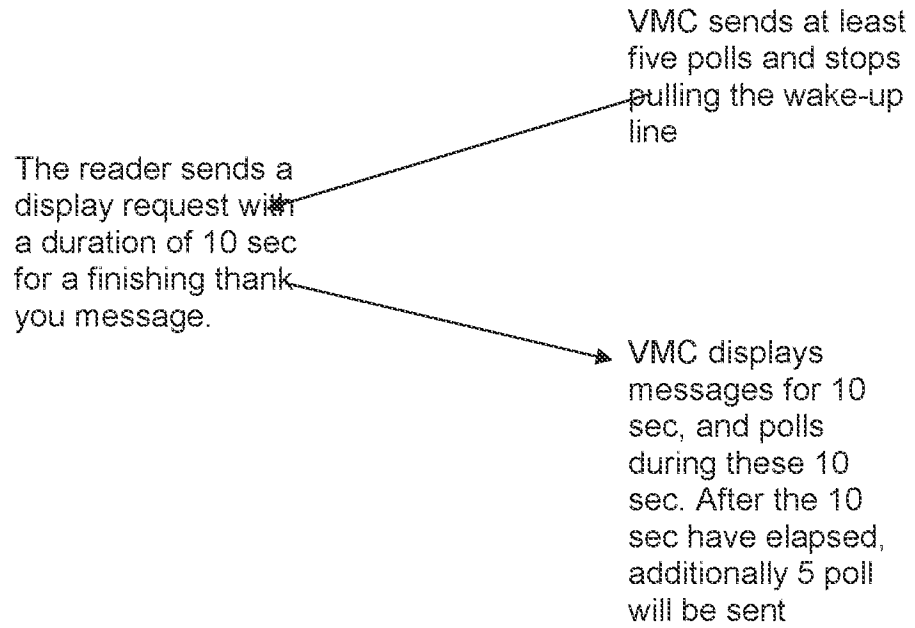 VMC sends at least
five polls and stops
pulling the wake-up
line
The reader sends a
display request with
a duration of 10 sec
for a finishing thank
you message.
VMC displays
messages for 10
sec, and polls
during these 10
sec. After the 10
sec have elapsed,
additionally 5 poll
will be sent